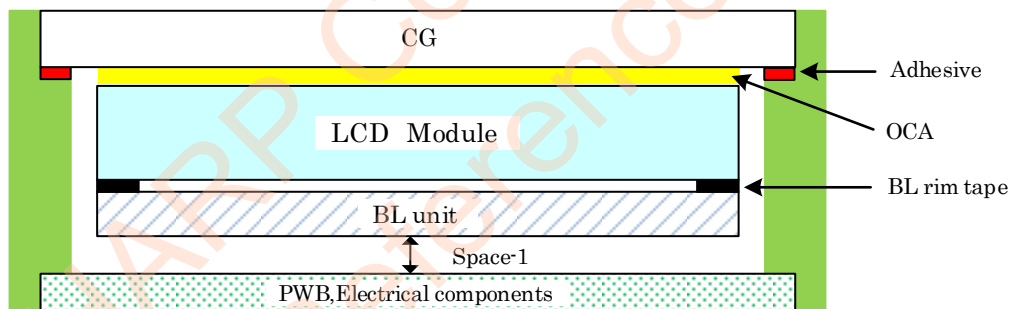 CG
Adhesive
OCA
LCD Module
BL rim tape
BL unit
Space-1
PWB,Electrical components